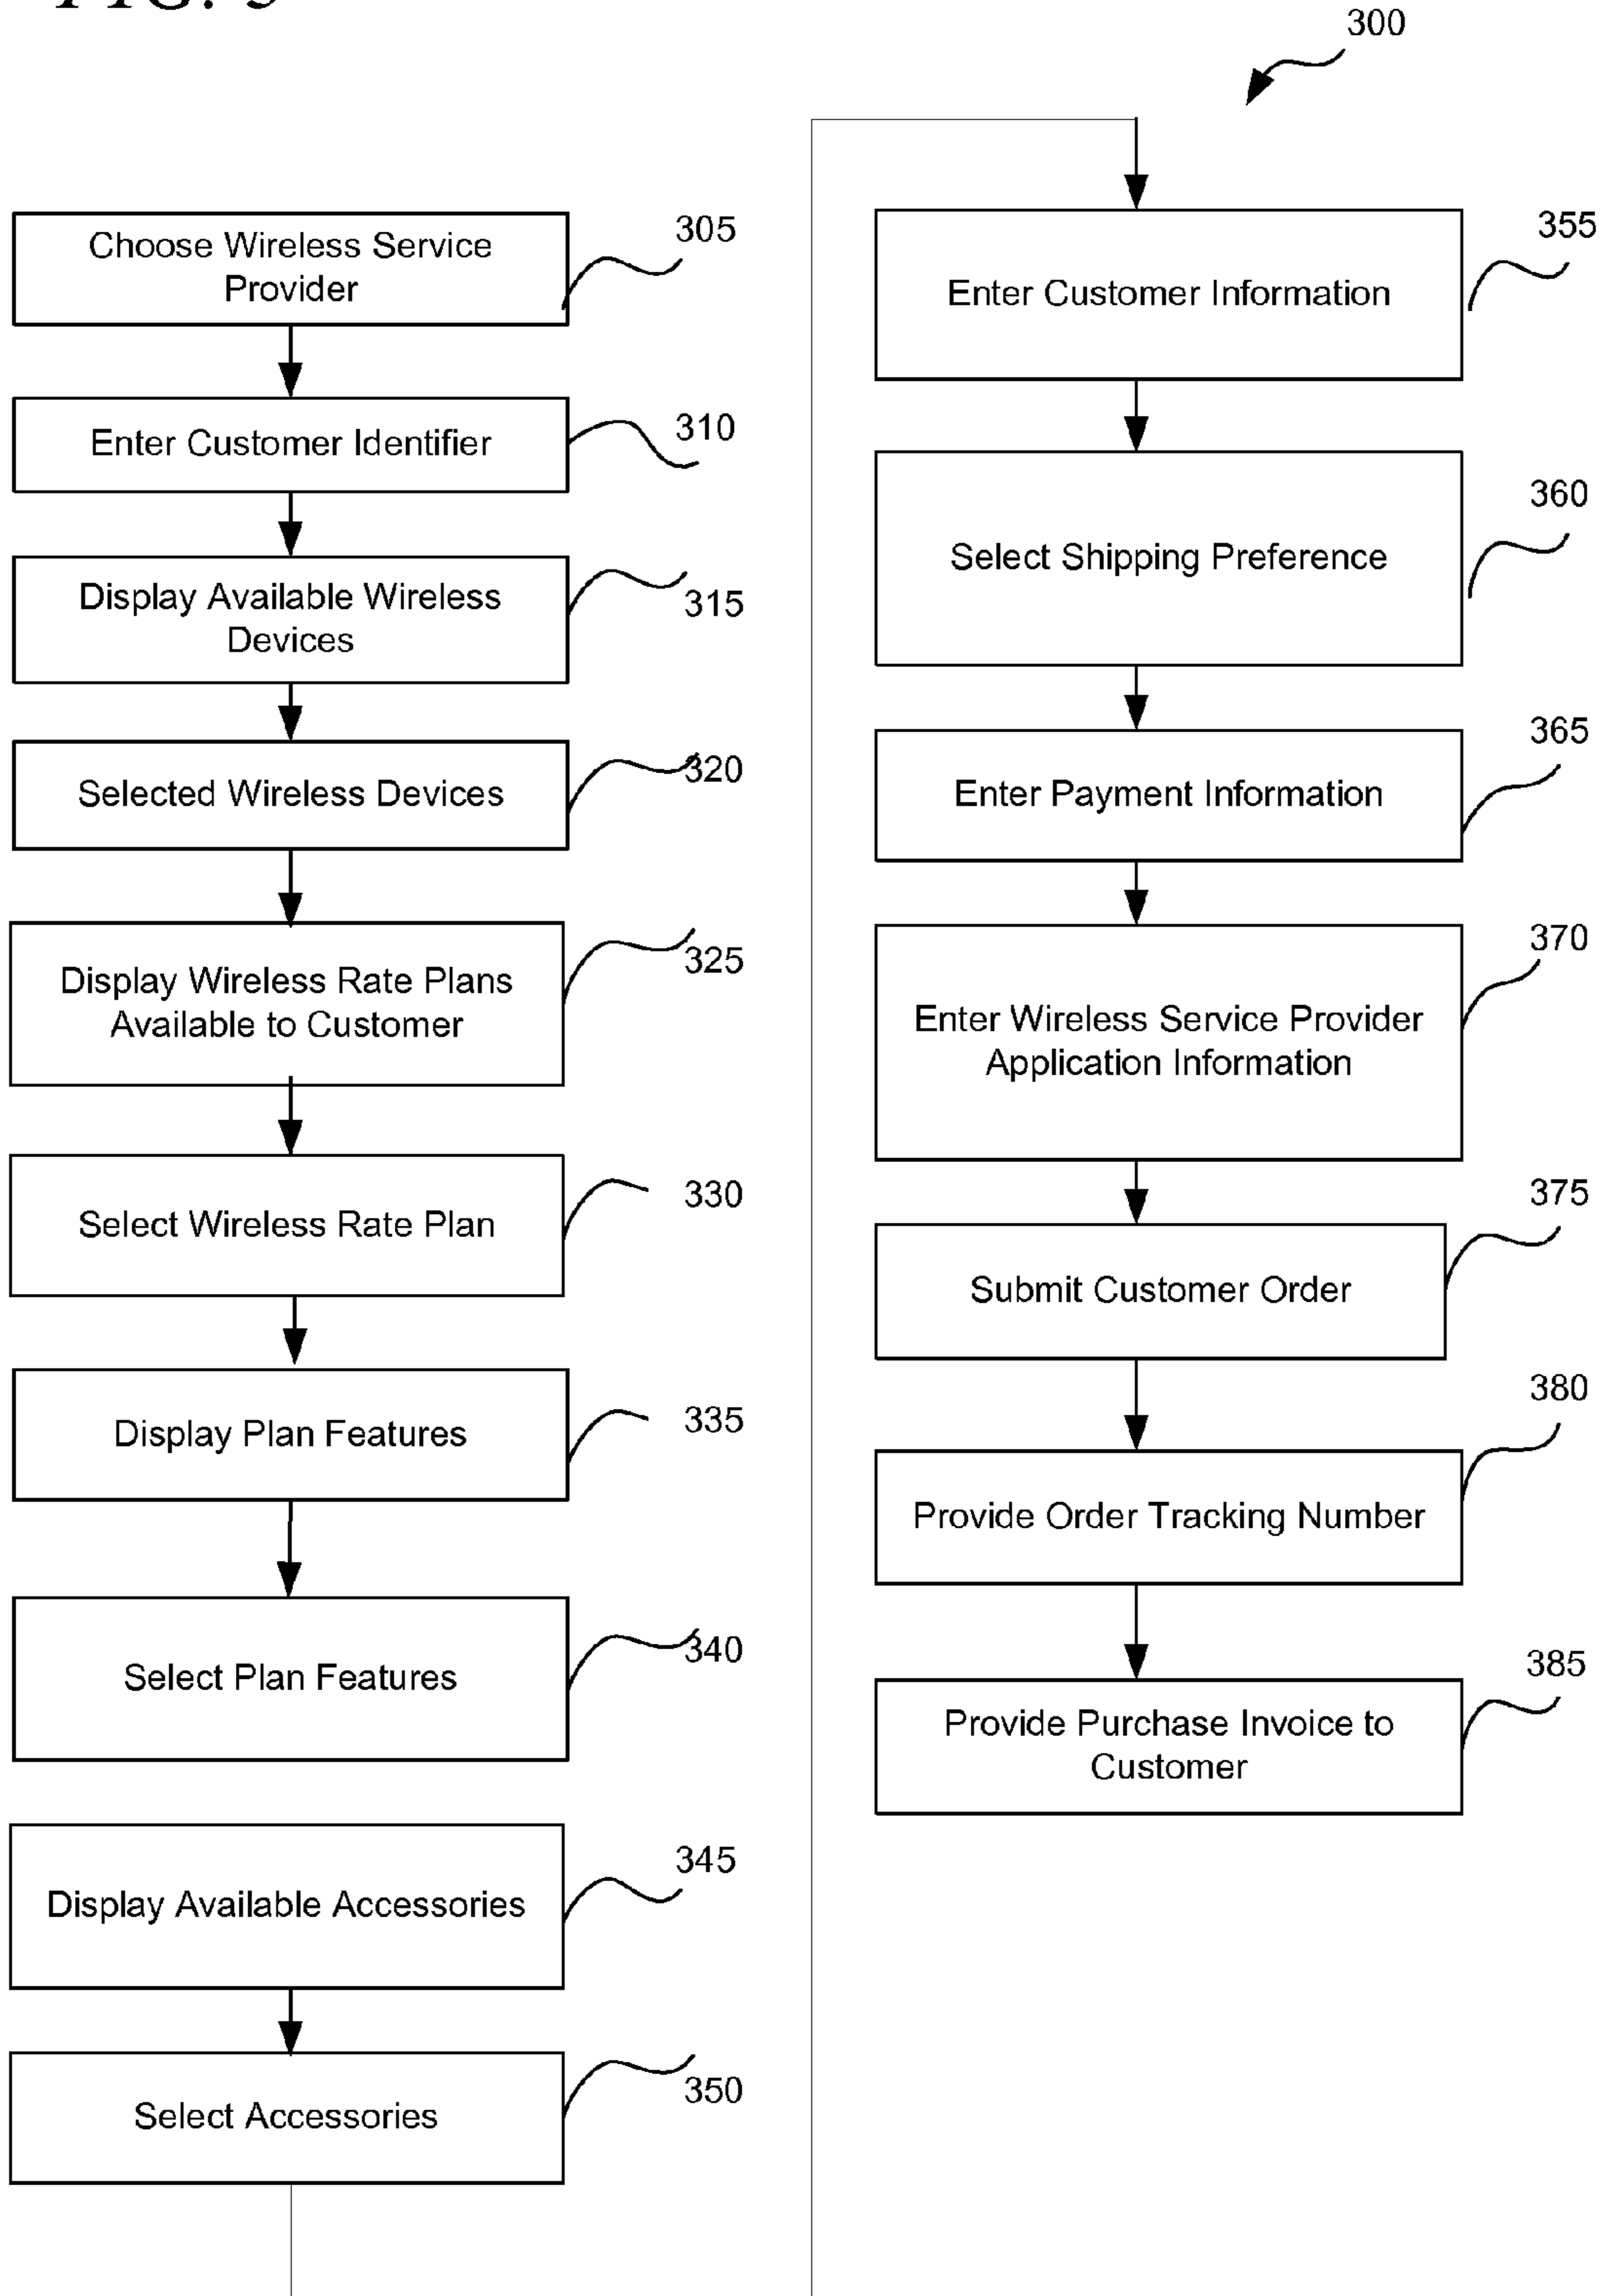 FIG. 3
300
Choose Wireless Service
Provider
305
Enter Customer Identifier
310
Display Available Wireless
Devices
315
Selected Wireless Devices
320
Display Wireless Rate Plans
Available to Customer
325
Select Wireless Rate Plan
330
Display Plan Features
335
Select Plan Features
340
Display Available Accessories
345
Select Accessories
350
Enter Customer Information
355
Select Shipping Preference
360
Enter Payment Information
365
Enter Wireless Service Provider
Application Information
370
Submit Customer Order
375
Provide Order Tracking Number
380
Provide Purchase Invoice to
Customer
385